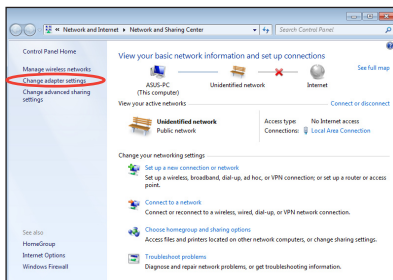 « Network and Internet ▸ Network and Sharing Center
Search Control Panel
Control Panel Home
Manage wireless networks
Change adapter settings
Change advanced sharing
settings
View your basic network information and set up connections
See full map
ASUS-PC
(This computer)
Unidentified network
Internet
View your active networks
Connect or disconnect
Unidentified network
Public network
Access type: No Internet access
Connections: Local Area Connection
Change your networking settings
Set up a new connection or network
Set up a wireless, broadband, dial-up, ad hoc, or VPN connection; or set up a router or access
point.
Connect to a network
Connect or reconnect to a wireless, wired, dial-up, or VPN network connection.
Choose homegroup and sharing options
Access files and printers located on other network computers, or change sharing settings.
Troubleshoot problems
Diagnose and repair network problems, or get troubleshooting information.
See also
HomeGroup
Internet Options
Windows Firewall